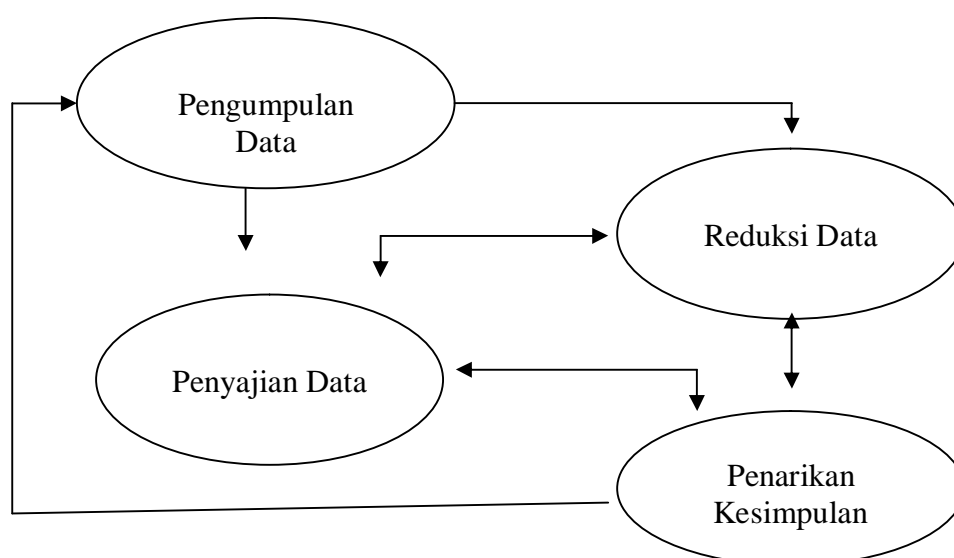 Pengumpulan
Data
Reduksi Data
Penyajian Data
Penarikan
Kesimpulan